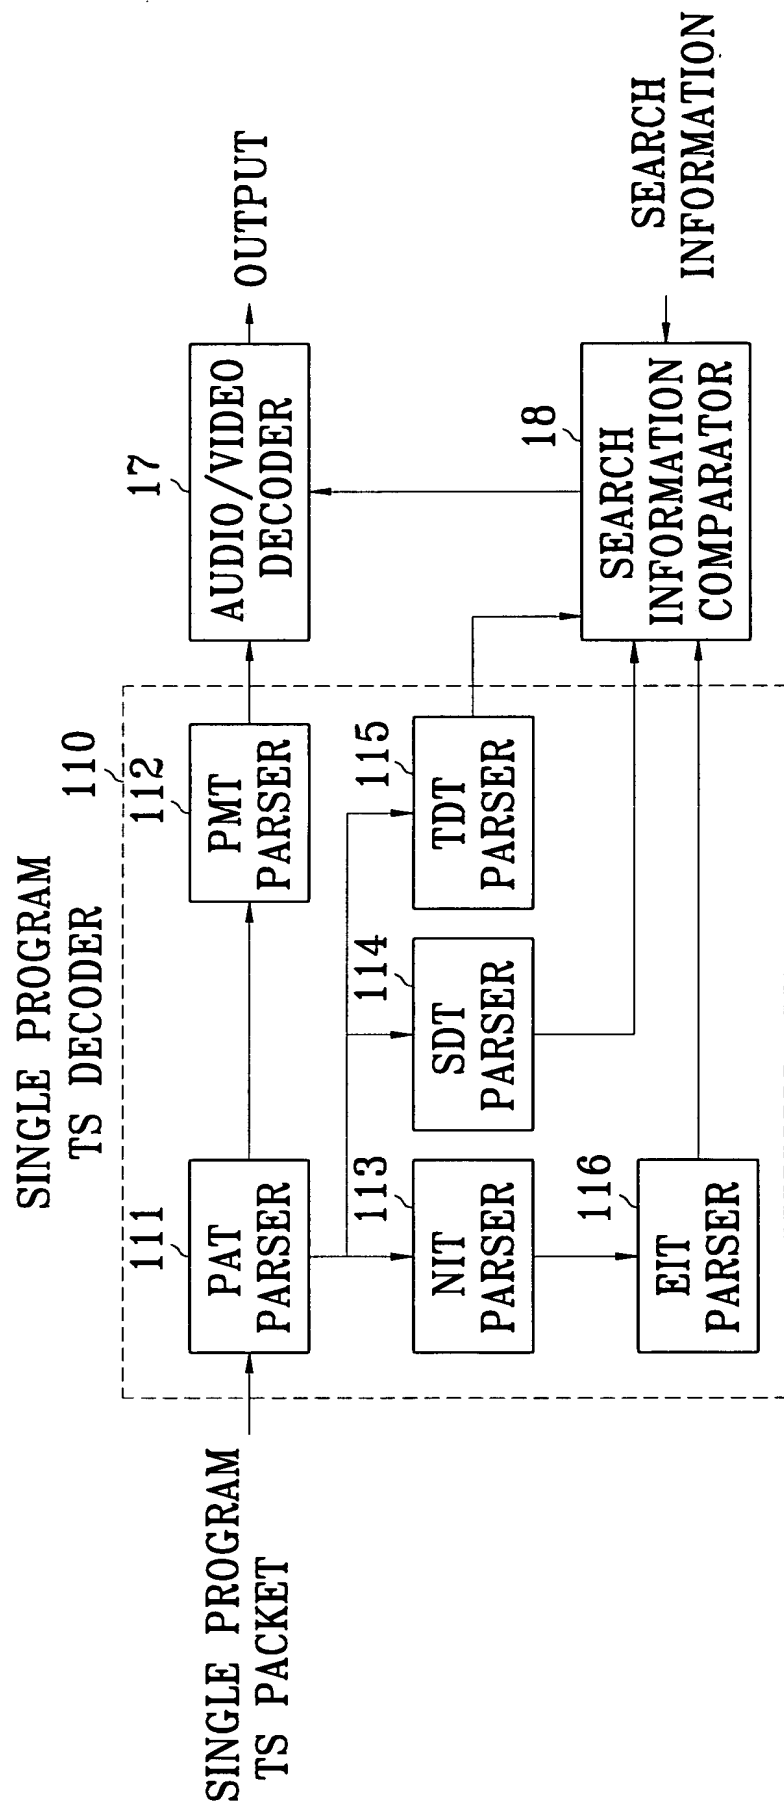 SINGLE PROGRAM
TS DECODER
110
SINGLE PROGRAM
TS PACKET
111
PAT
PARSER
112
PMT
PARSER
17
AUDIO/VIDEO
DECODER
OUTPUT
113
NIT
PARSER
114
SDT
PARSER
115
TDT
PARSER
116
EIT
PARSER
18
SEARCH
INFORMATION
COMPARATOR
SEARCH
INFORMATION